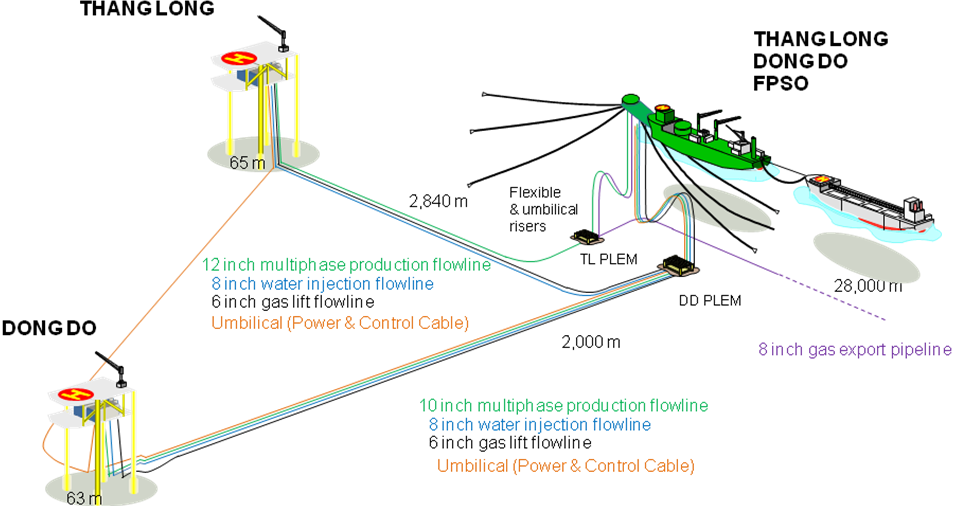 THANG LONG
THANG LONG
DONG DO
FPSO
H
65 m
2,840 m
Flexible
& umbilical
risers
TL PLEM
12 inch multiphase production flowline
8 inch water injection flowline
6 inch gas lift flowline
Umbilical (Power & Control Cable)
DD PLEM
28,000 m
DONG DO
2,000 m
8 inch gas export pipeline
H
10 inch multiphase production flowline
8 inch water injection flowline
6 inch gas lift flowline
Umbilical (Power & Control Cable)
63 m